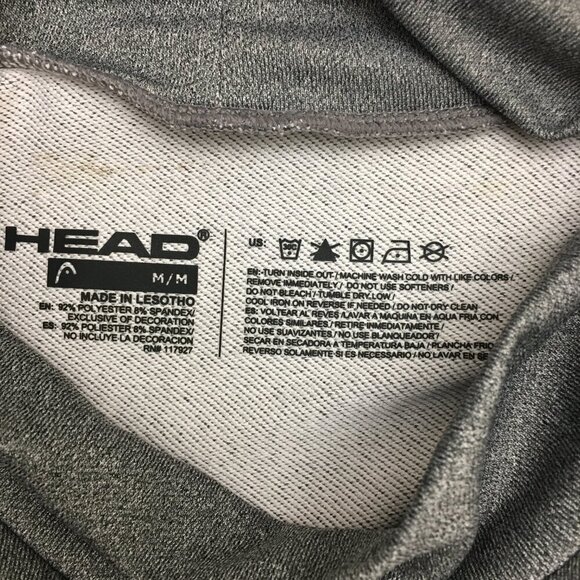 HEAD®
M/M
MADE IN LESOTHO
EN: 92% POLYESTER 8% SPANDEX/
EXCLUSIVE OF DECORATION
ES: 92% POLIESTER 8% SPANDEX/
NO INCLUYE LA DECORACION
RN# 117927
US:
EN: TURN INSIDE OUT / MACHINE WASH COLD WITH LIKE COLORS /
REMOVE IMMEDIATELY / DO NOT USE SOFTENERS /
DO NOT BLEACH / TUMBLE DRY LOW /
COOL IRON ON REVERSE IF NEEDED / DO NOT DRY CLEAN
ES: VOLTEAR AL REVES / LAVAR A MAQUINA EN AQUA FRIA CON
COLORES SIMILARES / RETIRE INMEDIATAMENTE /
NO USE SUAVIZANTES / NO USE BLANQUEADOR/
SECAR EN SECADORA A TEMPERATURA BAJA / PLANCHA FRIC
REVERSO SOLAMENTE SI ES NECESSARIO / NO LAVAR EN SE